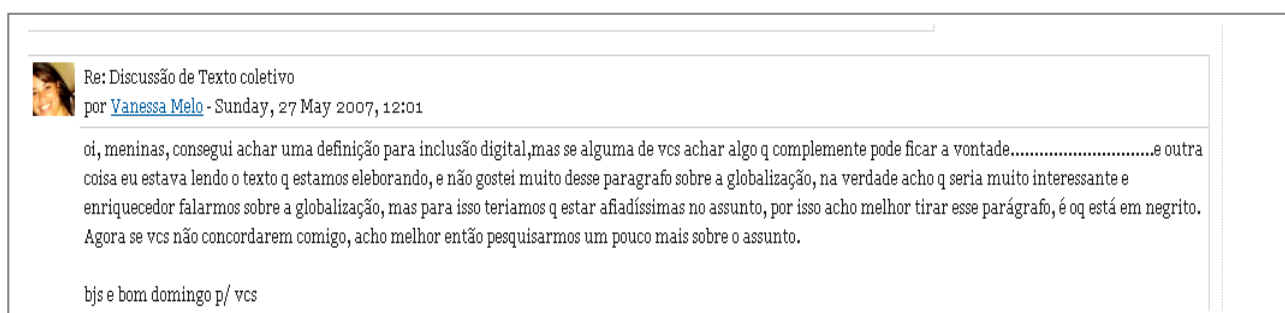 Re: Discussão de Texto coletivo
por Vanessa Melo - Sunday, 27 May 2007, 12:01
oi, meninas, consegui achar uma definição para inclusão digital,mas se alguma de vcs achar algo q complemente pode ficar a vontade..............................e outra
coisa eu estava lendo o texto q estamos eleborando, e não gostei muito desse paragrafo sobre a globalização, na verdade acho q seria muito interessante e
enriquecedor falarmos sobre a globalização, mas para isso teriamos q estar afiadíssimas no assunto, por isso acho melhor tirar esse parágrafo, é oq está em negrito.
Agora se vcs não concordarem comigo, acho melhor então pesquisarmos um pouco mais sobre o assunto.
bjs e bom domingo p/ vcs